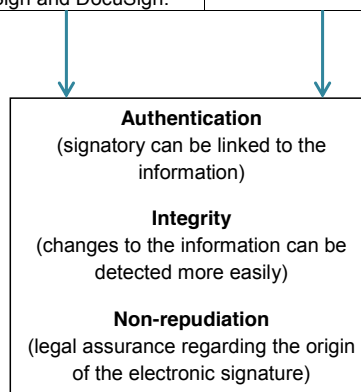 and DocuSign.
Authentication
(signatory can be linked to the
information)
Integrity
(changes to the information can be
detected more easily)
Non-repudiation
(legal assurance regarding the origin
of the electronic signature)